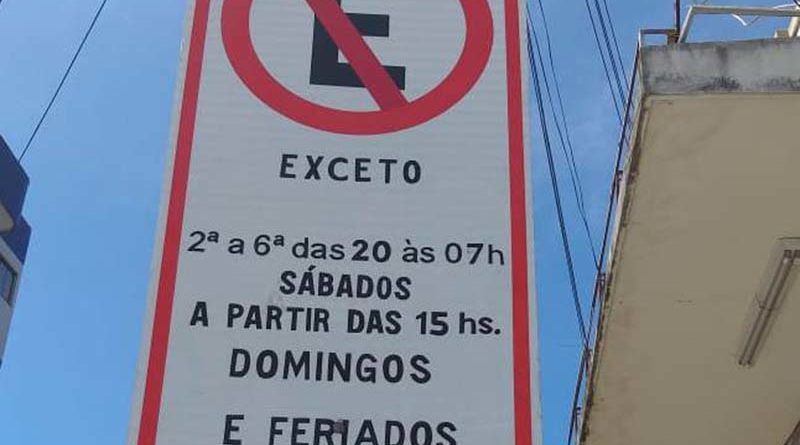 E
EXCETO
2ª a 6ª das 20 às 07h
SÁBADOS
A PARTIR DAS 15 hs.
DOMINGOS
E FERIADOS